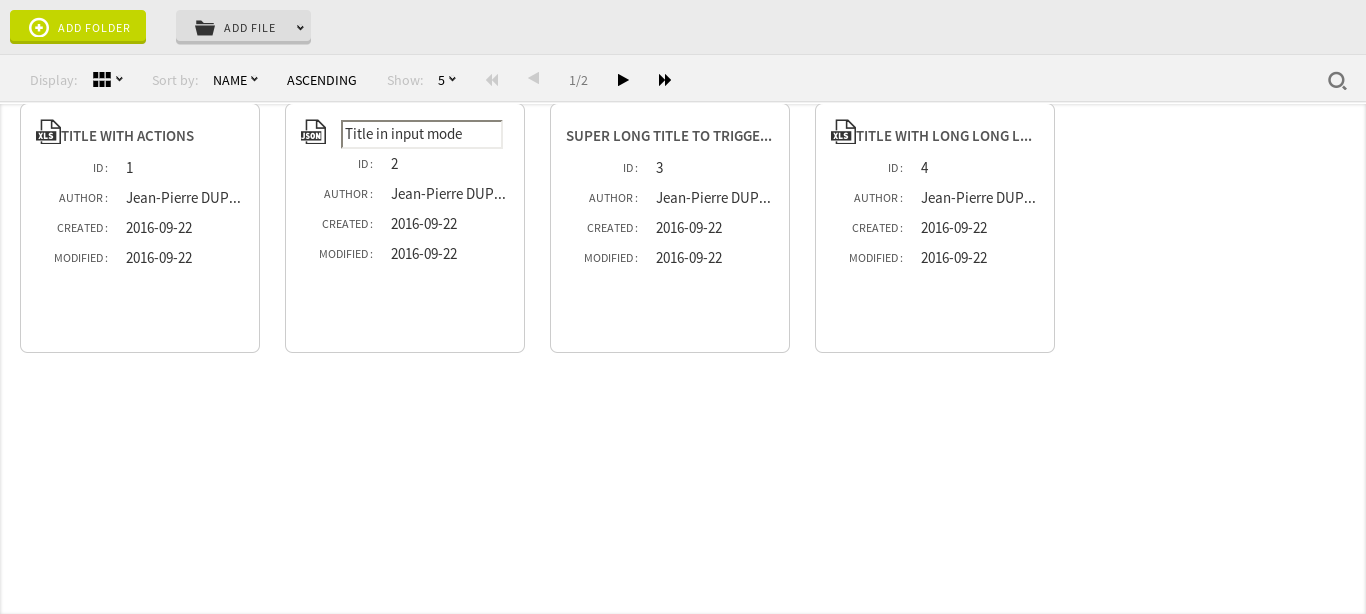 ADD FOLDER
ADD FILE
Display:
Sort by: NAME ASCENDING
Show: 5
1/2
XLS TITLE WITH ACTIONS
ID: 1
AUTHOR: Jean-Pierre DUP...
CREATED: 2016-09-22
MODIFIED: 2016-09-22
JSON Title in input mode
ID: 2
AUTHOR: Jean-Pierre DUP...
CREATED: 2016-09-22
MODIFIED: 2016-09-22
SUPER LONG TITLE TO TRIGGE...
ID: 3
AUTHOR: Jean-Pierre DUP...
CREATED: 2016-09-22
MODIFIED: 2016-09-22
XLS TITLE WITH LONG LONG L...
ID: 4
AUTHOR: Jean-Pierre DUP...
CREATED: 2016-09-22
MODIFIED: 2016-09-22